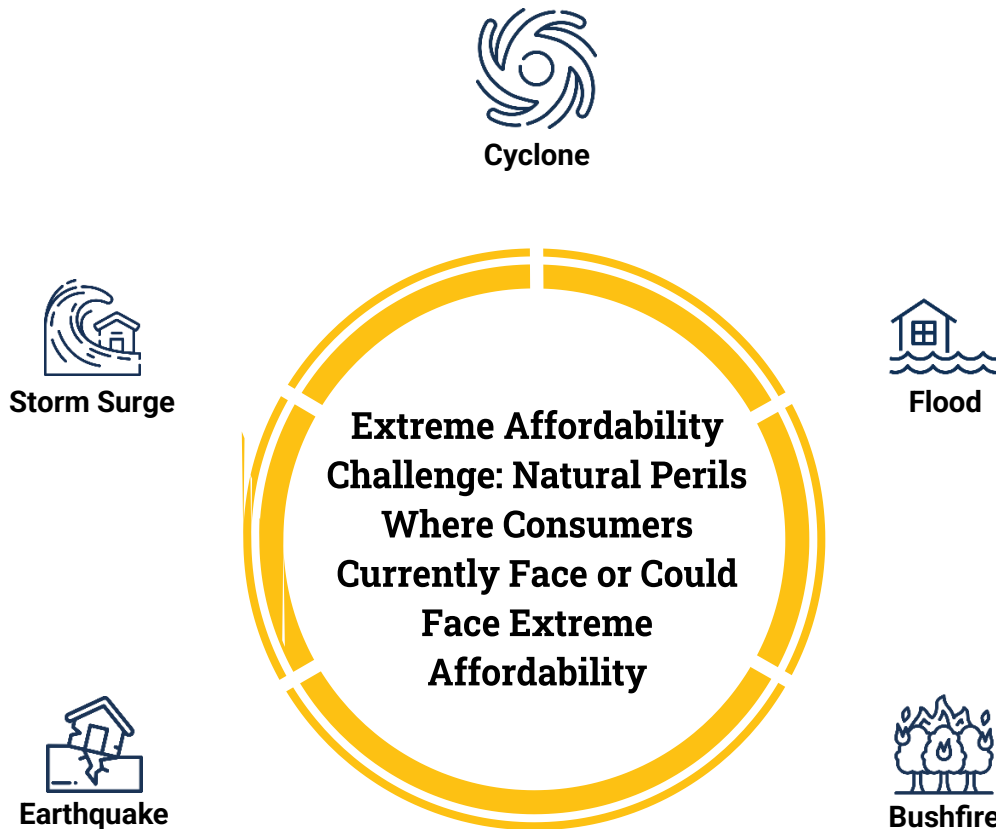 Cyclone
Storm Surge
Flood
Extreme Affordability
Challenge: Natural Perils
Where Consumers
Currently Face or Could
Face Extreme
Affordability
Earthquake
Bushfire